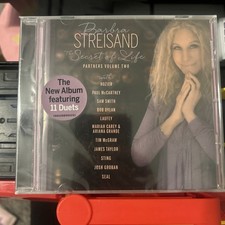 Barbra
STREISAND
The Secret of Life
PARTNERS VOLUME TWO
The
New Album
featuring
11 Duets
HOZIER
PAUL McCARTNEY
SAM SMITH
BOB DYLAN
LAUFEY
MARIAH CAREY &
ARIANA GRANDE
TIM McGRAW
JAMES TAYLOR
STING
JOSH GROBAN
SEAL